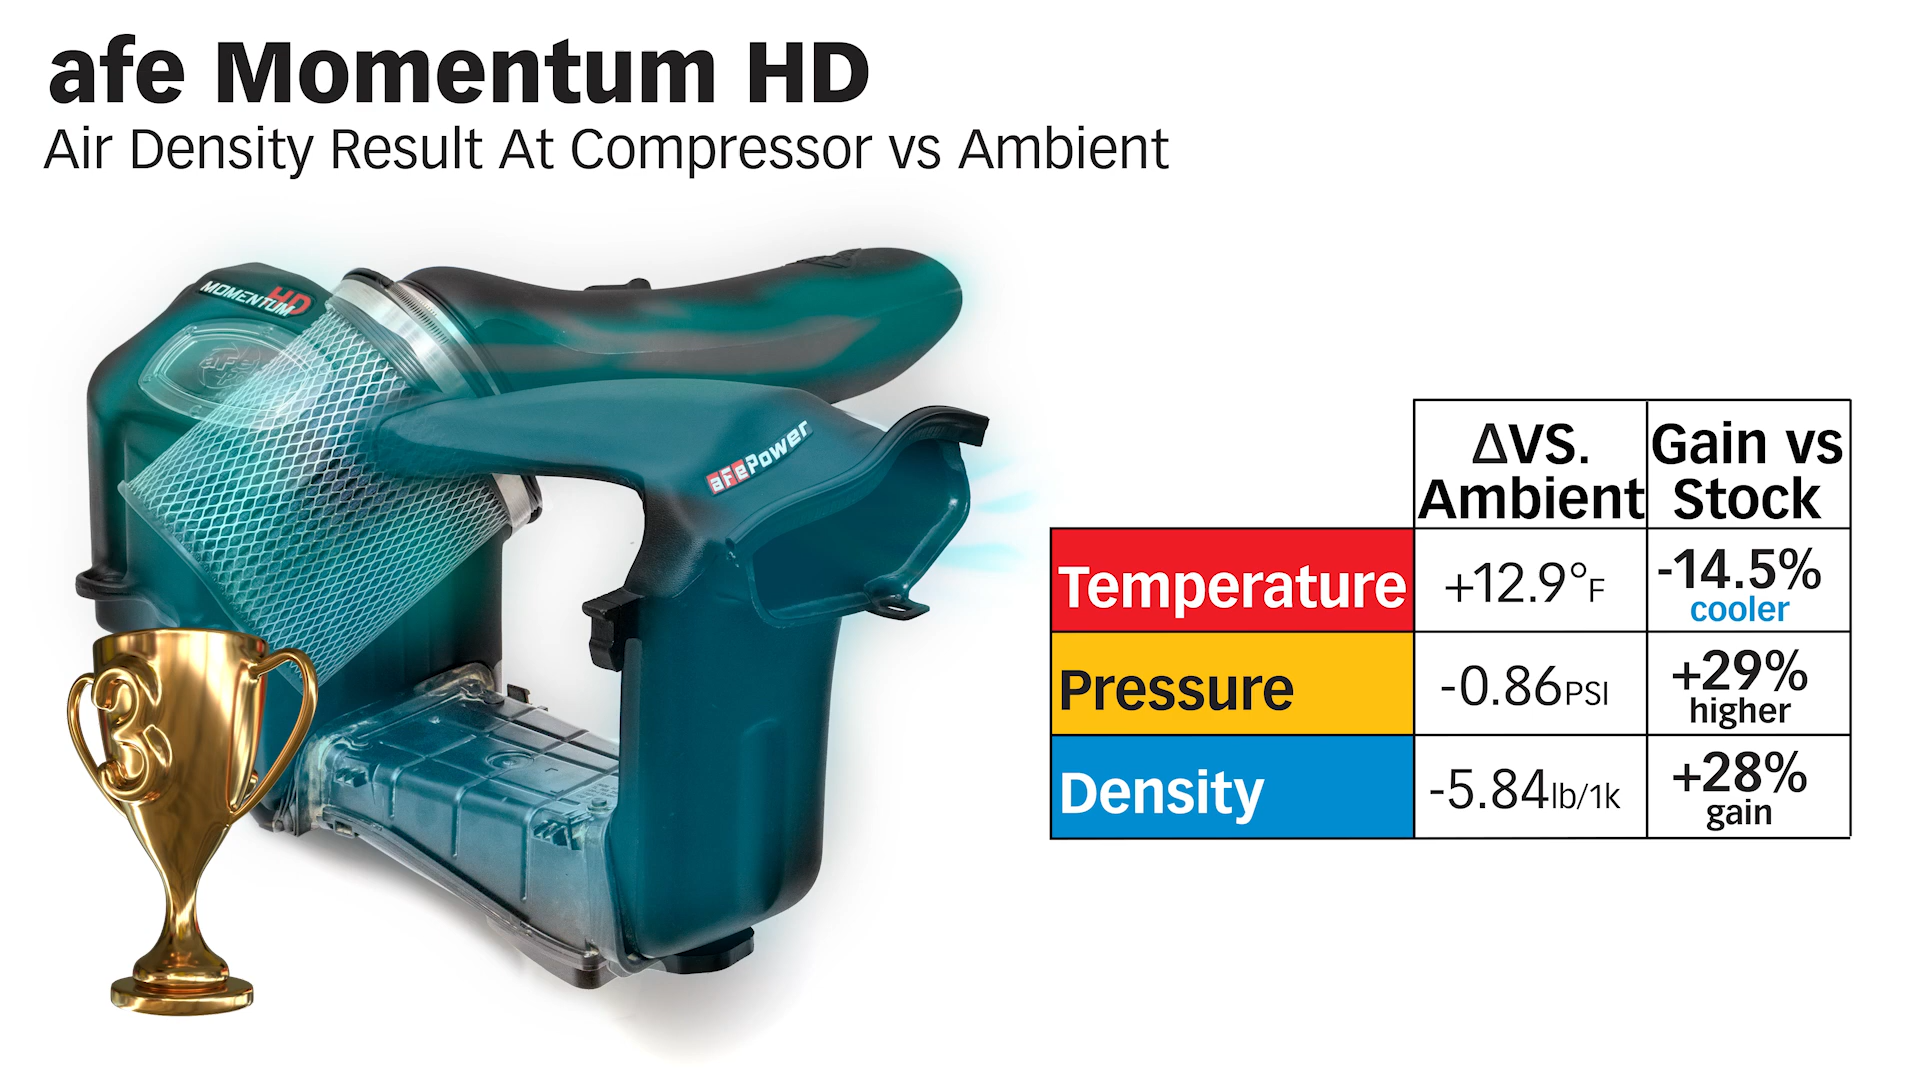 afe Momentum HD
Air Density Result At Compressor vs Ambient
MOMENTUM HD
aFe
aFePower
3
ΔVS. Gain vs
Ambient Stock
Temperature +12.9°F -14.5%
cooler
Pressure -0.86PSI +29%
higher
Density -5.84lb/1k +28%
gain